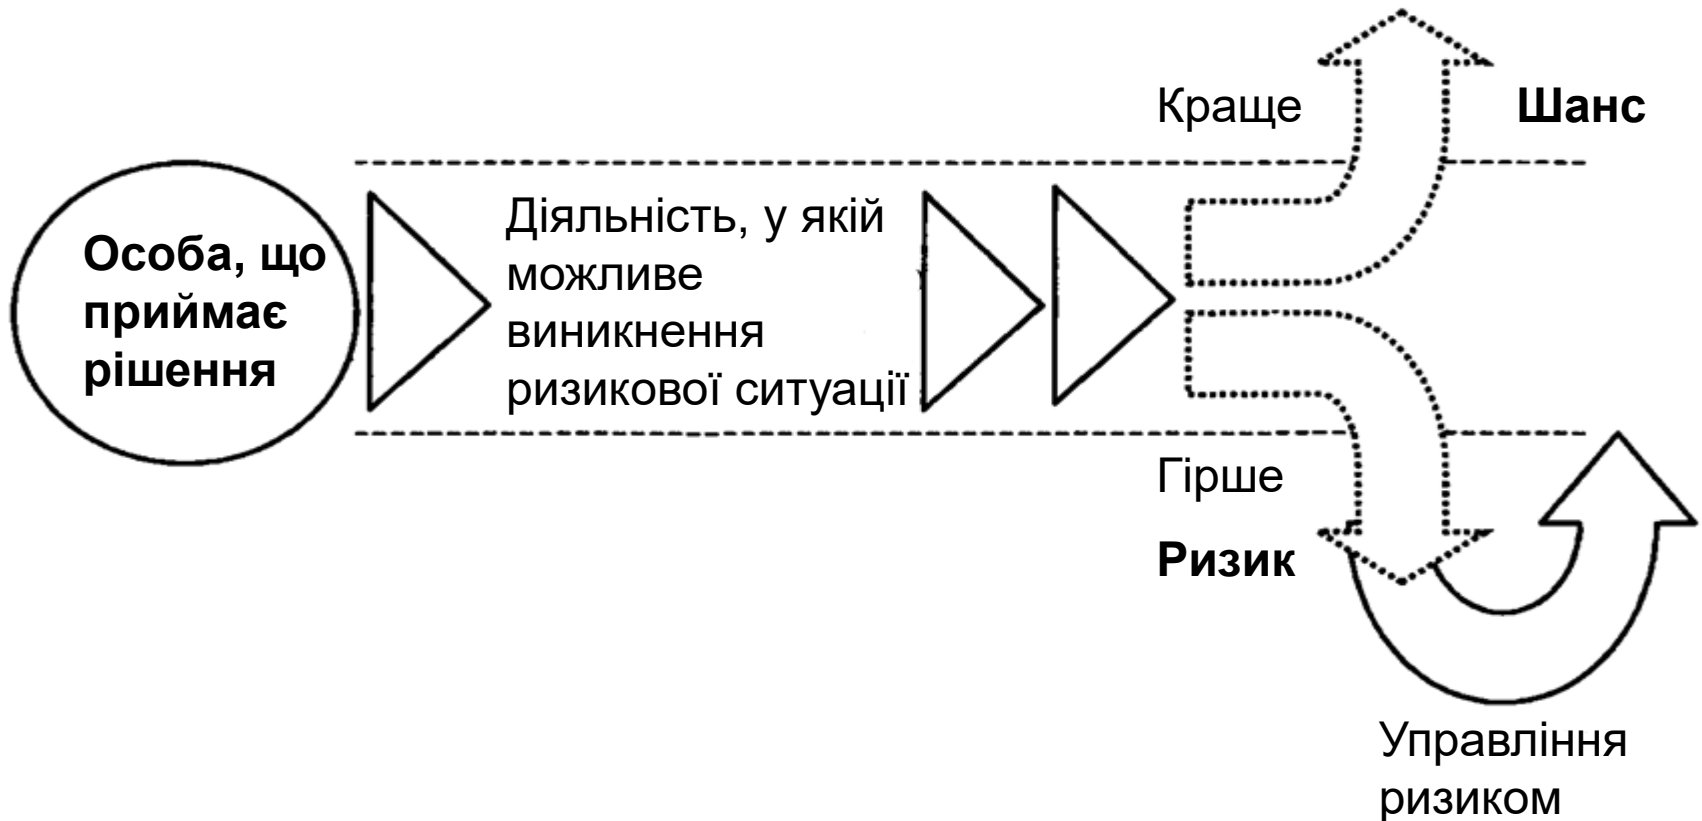 Краще
Шанс
Особа, що
приймає
рішення
Діяльність, у якій
можливе
виникнення
ризикової ситуації
Гірше
Ризик
Управління
ризиком